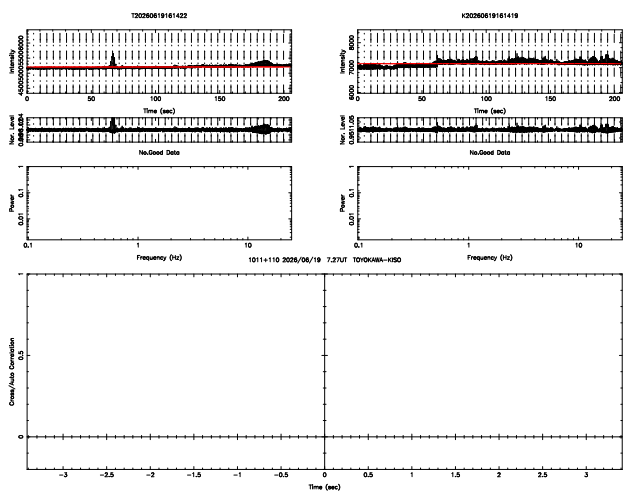 T20260619161422
K20260619161419
Intensity
45005000550060006500
0 50 100 150 200
Time (sec)
Intensity
6000 7000 8000
0 50 100 150 200
Time (sec)
Nor. Level
Nor. Level
0.9511.05
No.Good Data
No.Good Data
Power
0.01 0.1 1
0.1 1 10
Frequency (Hz)
Power
0.01 0.1 1
0.1 1 10
Frequency (Hz)
1011+110 2026/06/19 7.27UT TOYOKAWA-KISO
Cross/Auto Correlation
0 0.5 1
-3 -2.5 -2 -1.5 -1 -0.5 0 0.5 1 1.5 2 2.5 3
Time (sec)